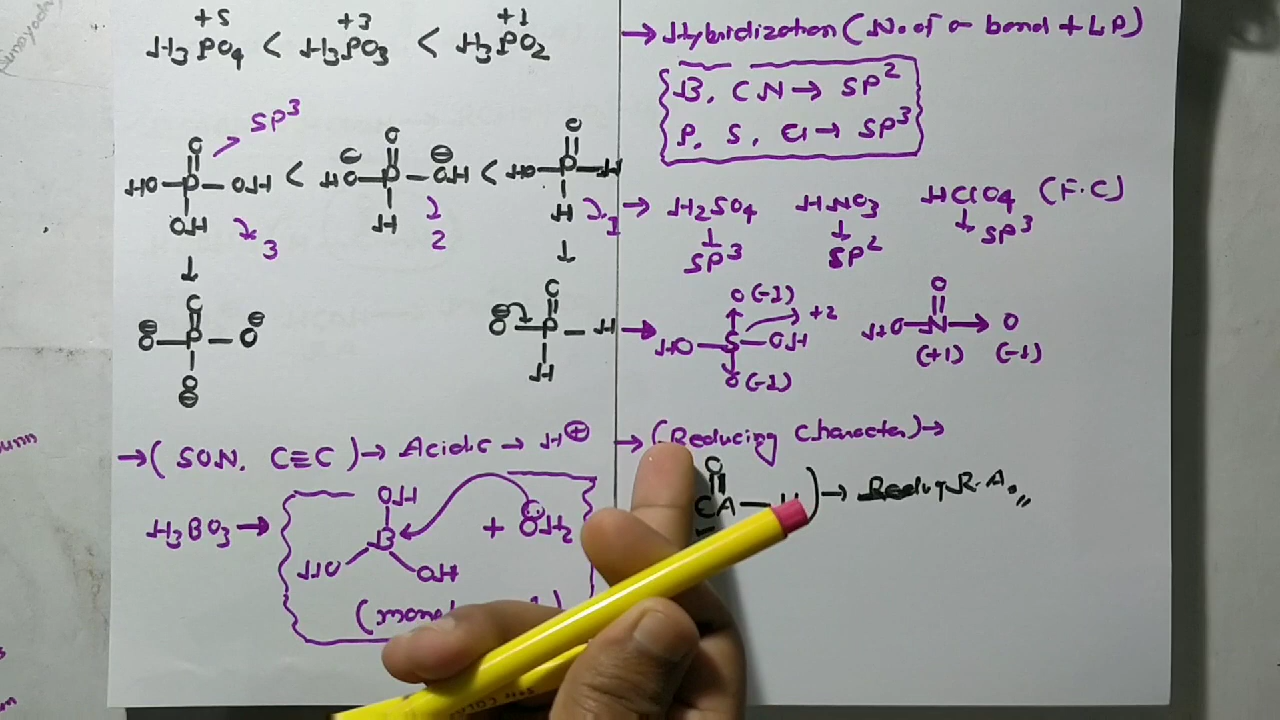 +5 +3 +1
H3PO4 < H3PO3 < H3PO2
SP3
O O O
HO-P-OH < HO-P-OH < HO-P-H
OH H H
3 2 1
O O
O-P-O O-P-H
O H
→ (SON, C≡C) → Acidic → H⊕
H3BO3 →
OH
B + OH2
HO OH
→ Hybridization (No. of σ bond + LP)
B, C N → SP2
P, S, Cl → SP3
→ H2SO4 HNO3 HClO4 (F.C)
SP3 SP2 SP3
→ O (-1) +2 O
HO-S-OH HO-N→O
O (-1) (+1) (-1)
→ (Reducing Character) →
O
R.A.